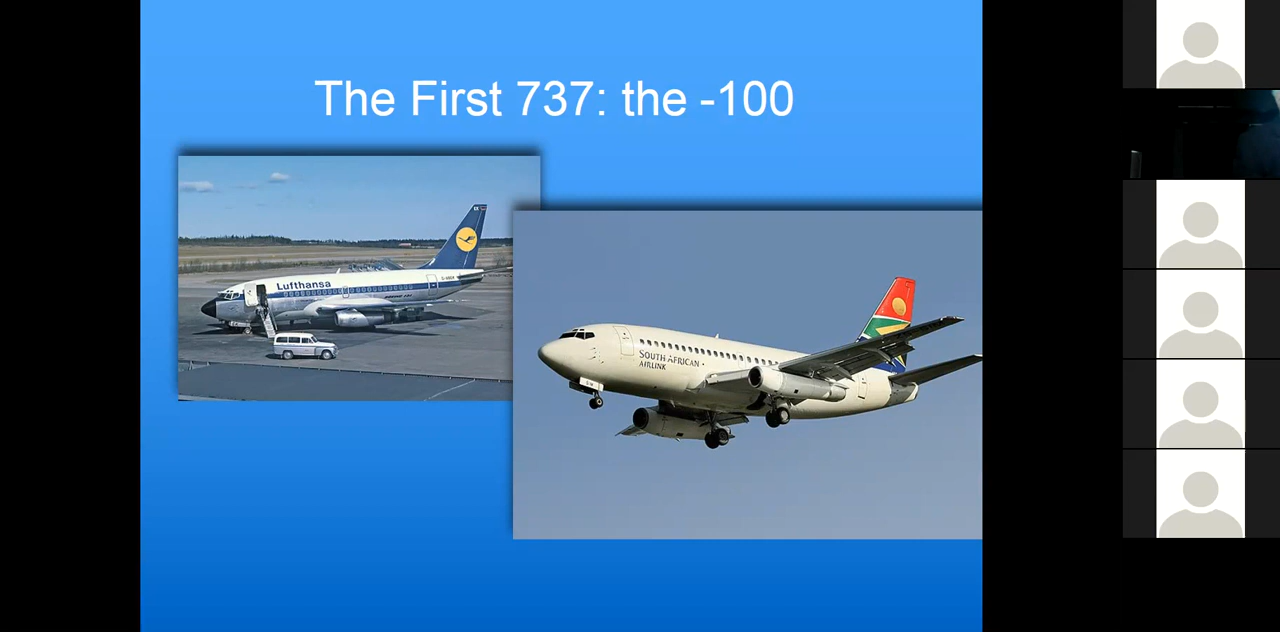 The First 737: the -100
Lufthansa
SOUTH AFRICAN
AIRLINK